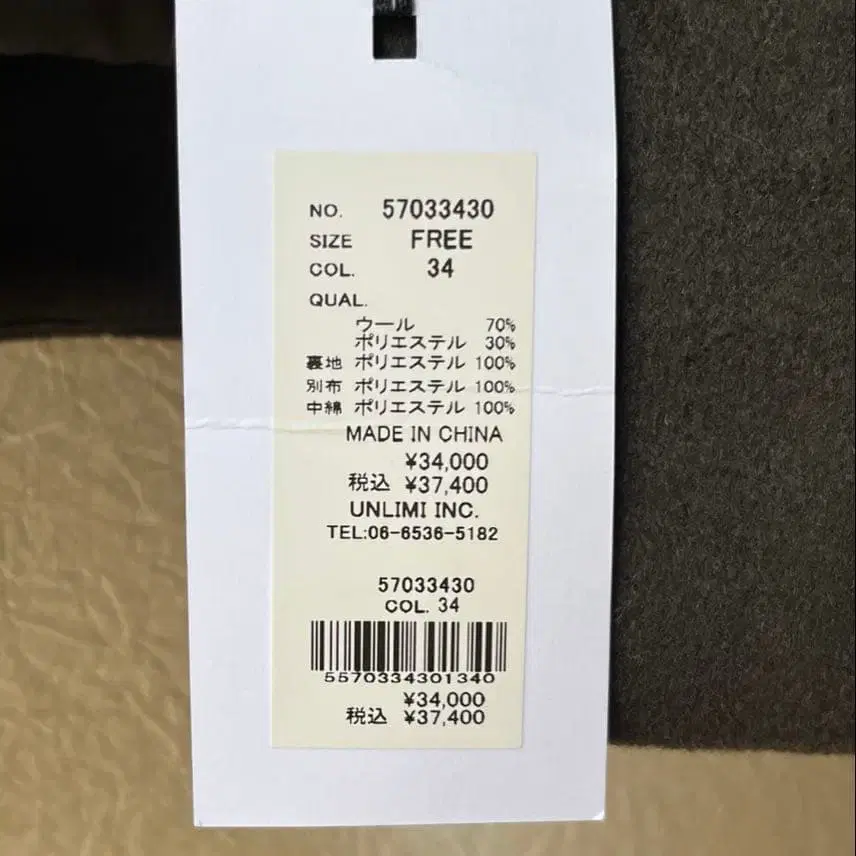 NO. 57033430
SIZE FREE
COL. 34
QUAL.
ウール 70%
ポリエステル 30%
裏地 ポリエステル 100%
別布 ポリエステル 100%
中綿 ポリエステル 100%
MADE IN CHINA
¥34,000
税込 ¥37,400
UNLIMI INC.
TEL:06-6536-5182
57033430
COL. 34
5570334301340
¥34,000
税込 ¥37,400